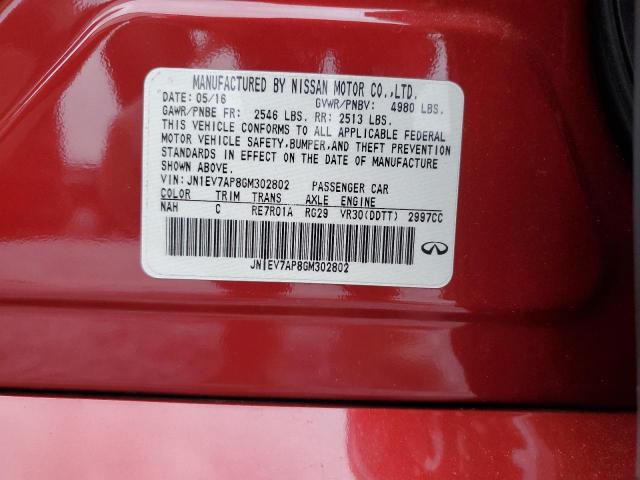 MANUFACTURED BY NISSAN MOTOR CO.,LTD.
DATE: 05/16 GVWR/PNBV: 4980 LBS.
GAWR/PNBE FR: 2546 LBS. RR: 2513 LBS.
THIS VEHICLE CONFORMS TO ALL APPLICABLE FEDERAL
MOTOR VEHICLE SAFETY,BUMPER,AND THEFT PREVENTION
STANDARDS IN EFFECT ON THE DATE OF MANUFACTURE
SHOWN ABOVE.
VIN: JN1EV7AP8GM302802 PASSENGER CAR
COLOR TRIM TRANS AXLE ENGINE
NAH C RE7R01A RG29 VR30(DDTT) 2997CC
JN1EV7AP8GM302802